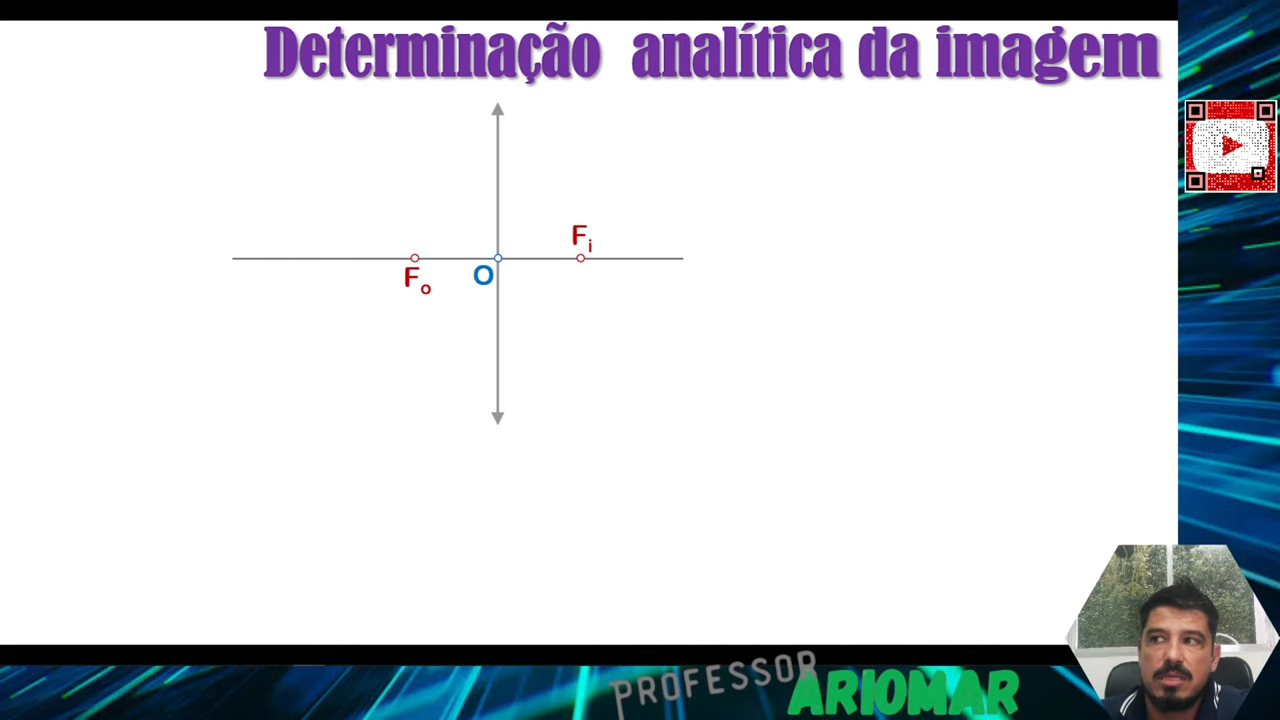 Determinação analítica da imagem
Fi
Fo
O
PROFESSOR
ARIOMAR